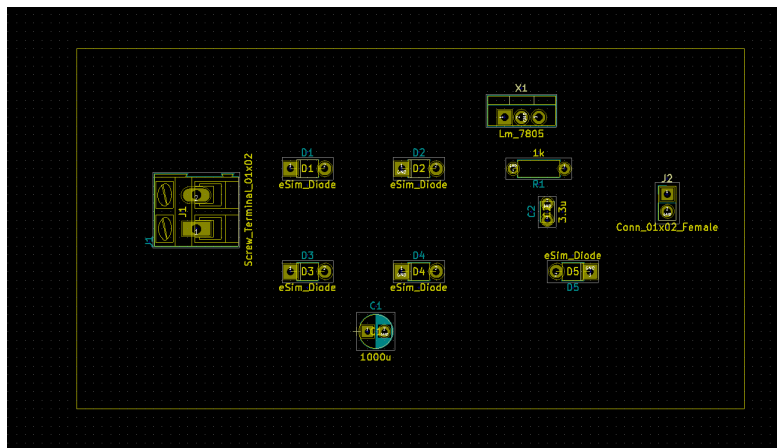 X1
Lm_7805
D1
D1
eSim_Diode
D2
D2
eSim_Diode
1k
R1
J1
J1
Screw_Terminal_01x02
C2
3.3u
J2
Conn_01x02_Female
D3
D3
eSim_Diode
D4
D4
eSim_Diode
eSim_Diode
D5
D5
C1
1000u